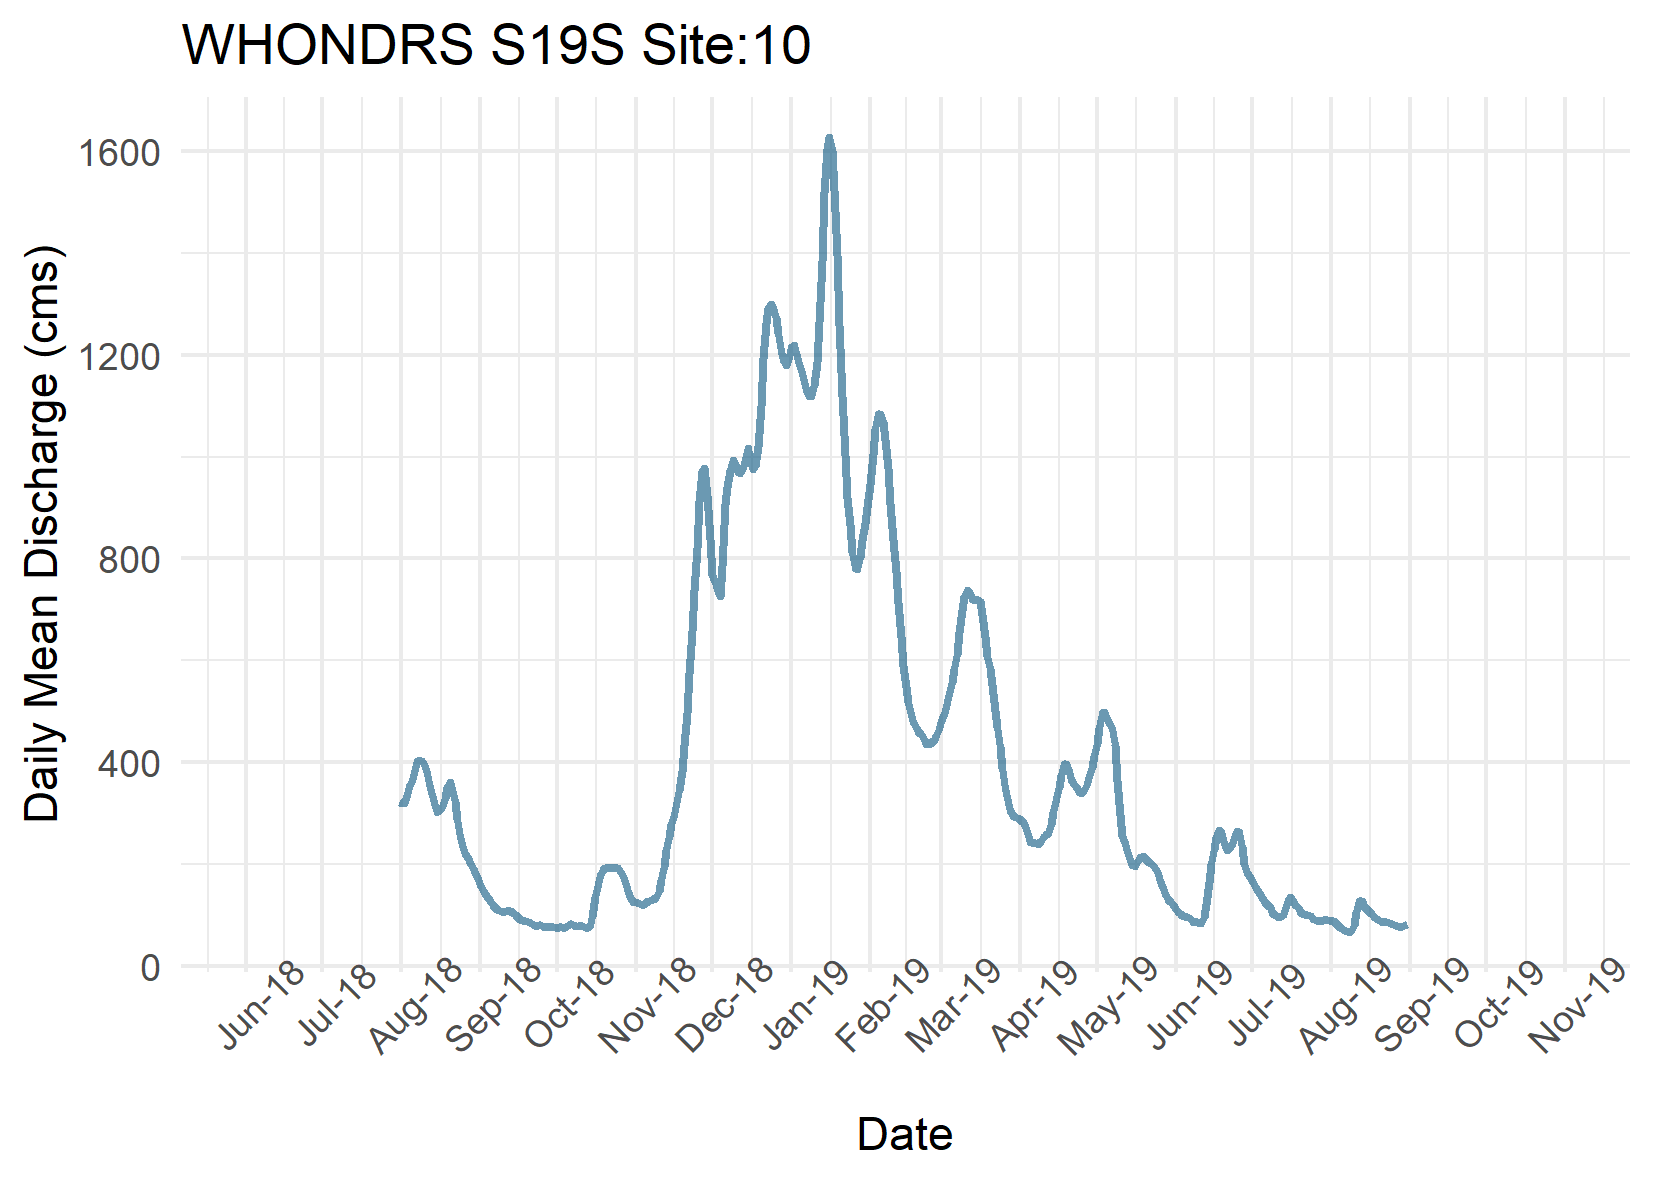 WHONDRS S19S Site:10
Daily Mean Discharge (cms)
1600
1200
800
400
0
Jun-18
Jul-18
Aug-18
Sep-18
Oct-18
Nov-18
Dec-18
Jan-19
Feb-19
Mar-19
Apr-19
May-19
Jun-19
Jul-19
Aug-19
Sep-19
Oct-19
Nov-19
Date